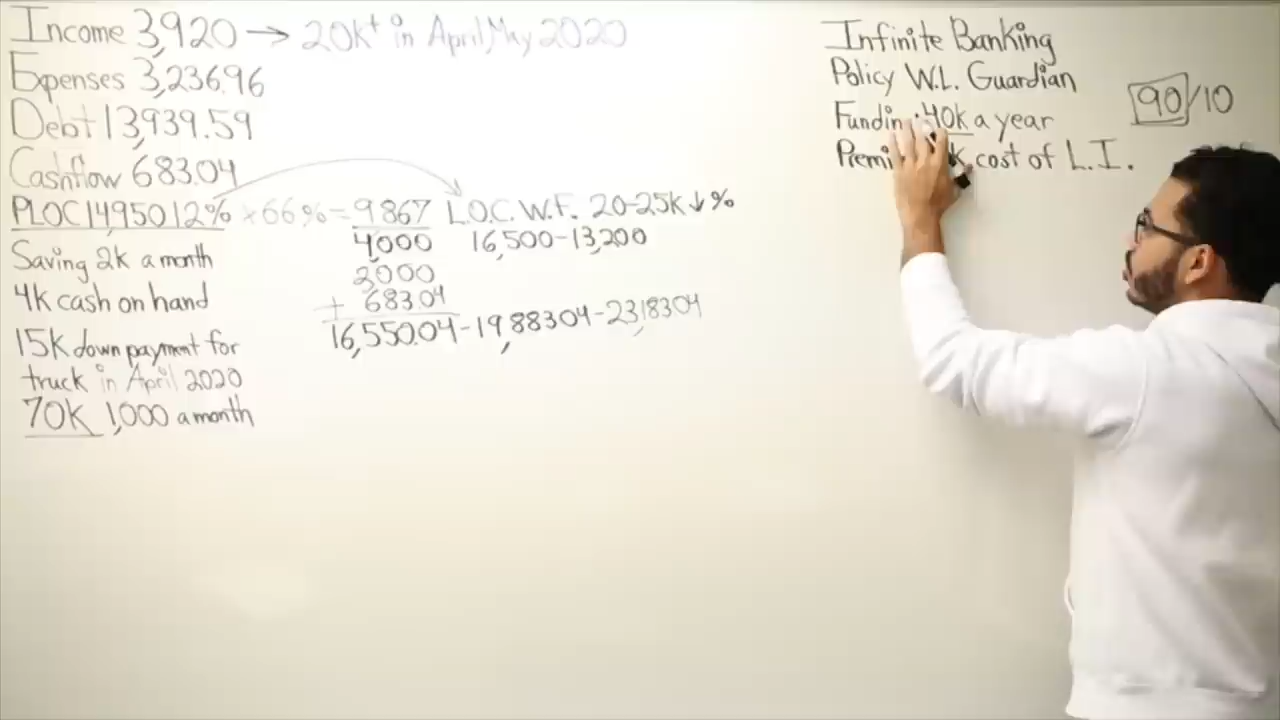 Income 3,920 → 20K+ in April, May 2020
Expenses 3,236.96
Debt 13,939.59
Cashflow 683.04
PLOC 14,950 12% × 66% = 9867 L.O.C. W.F. 20-25K ↓ %
4000 16,500-13,200
Saving 2k a month
2000
4K cash on hand
+ 683.04
16,550.04-19,883.04-23,183.04
15K down payment for
truck in April 2020
70K 1,000 a month
Infinite Banking
Policy W.L. Guardian
90/10
40K a year
cost of L.I.